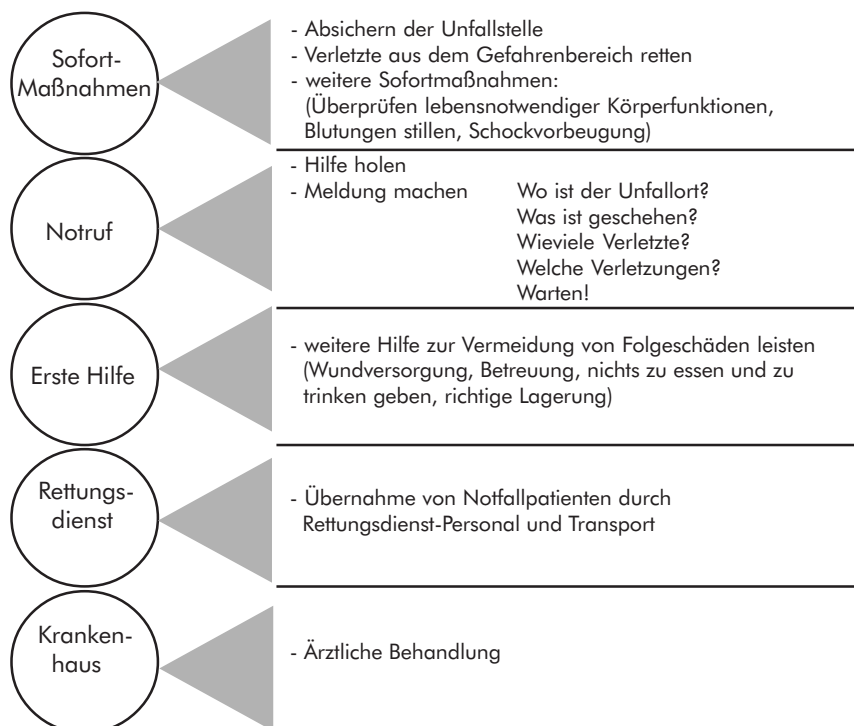 Sofort-
Maßnahmen
- Absichern der Unfallstelle
- Verletzte aus dem Gefahrenbereich retten
- weitere Sofortmaßnahmen:
(Überprüfen lebensnotwendiger Körperfunktionen,
Blutungen stillen, Schockvorbeugung)
Notruf
- Hilfe holen
- Meldung machen Wo ist der Unfallort?
Was ist geschehen?
Wieviele Verletzte?
Welche Verletzungen?
Warten!
Erste Hilfe
- weitere Hilfe zur Vermeidung von Folgeschäden leisten
(Wundversorgung, Betreuung, nichts zu essen und zu
trinken geben, richtige Lagerung)
Rettungs-
dienst
- Übernahme von Notfallpatienten durch
Rettungsdienst-Personal und Transport
Kranken-
haus
- Ärztliche Behandlung